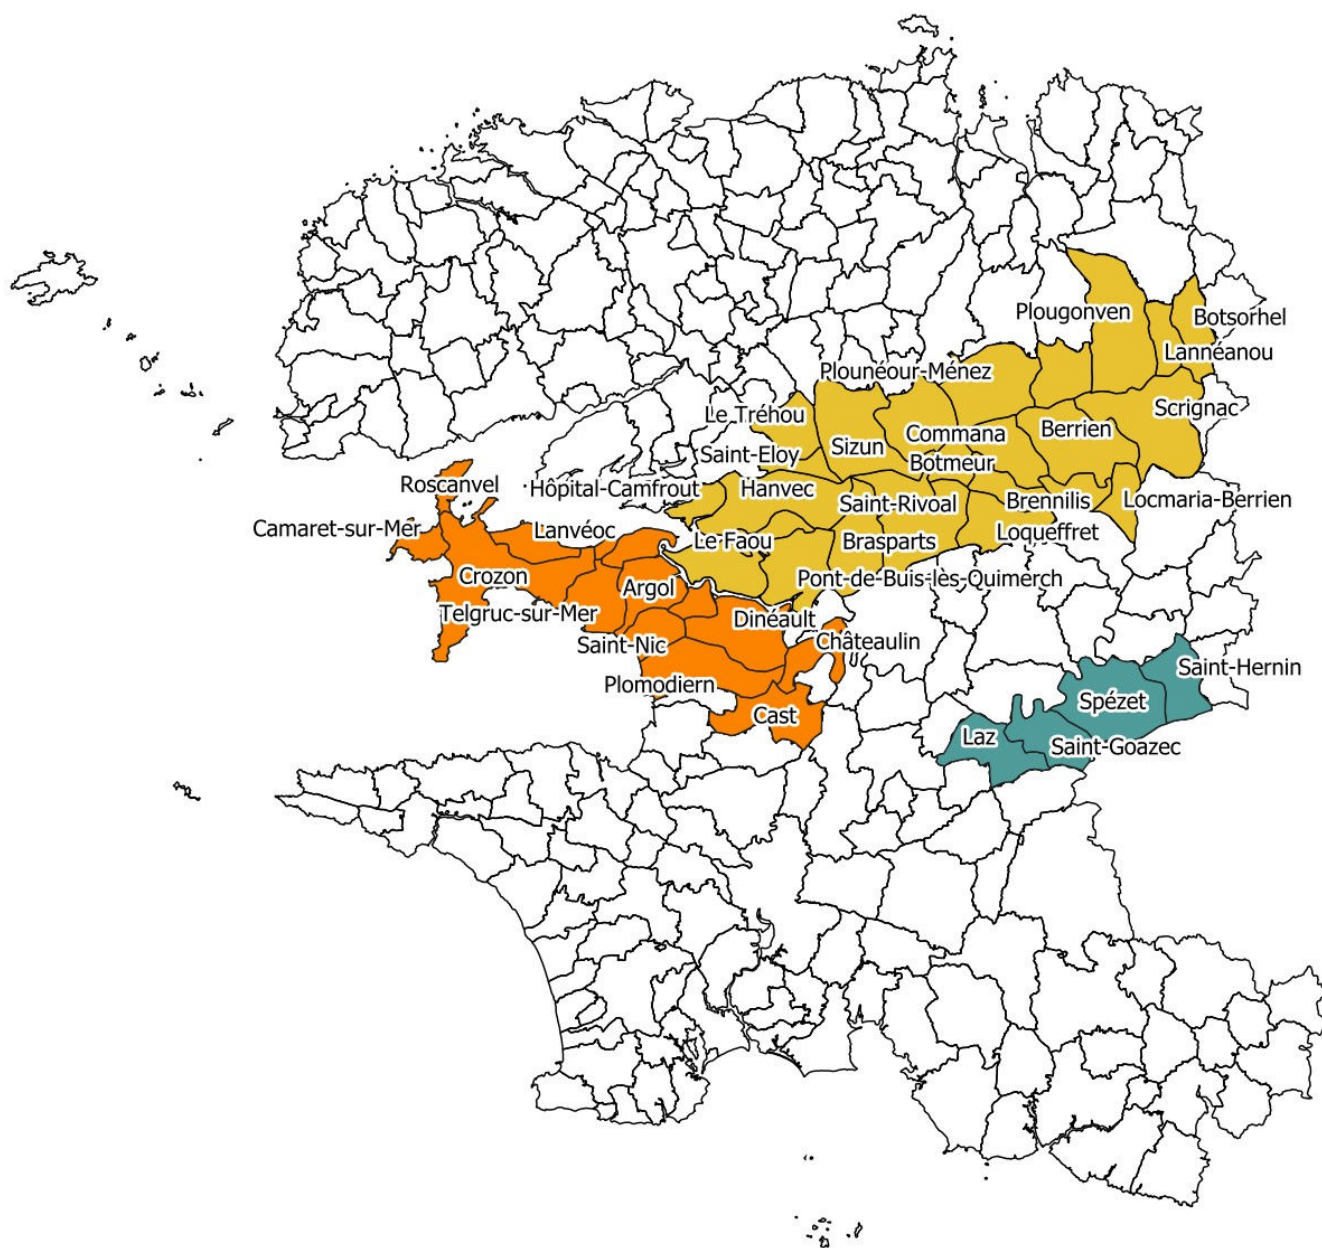 Plougonven
Botsorhel
Lannéanou
Plounéour-Ménez
Scrignac
Le Tréhou
Commana
Berrien
Saint-Eloy
Sizun
Botmeur
Roscanvel
Hôpital-Camfrout
Hanvec
Saint-Rivoal
Brennilis
Locmaria-Berrien
Camaret-sur-Mer
Lanvéoc
Le Faou
Brasparts
Loqueffret
Crozon
Argol
Pont-de-Buis-lès-Quimerch
Telgruc-sur-Mer
Dinéault
Saint-Nic
Châteaulin
Saint-Hernin
Plomodiern
Spézet
Cast
Laz
Saint-Goazec